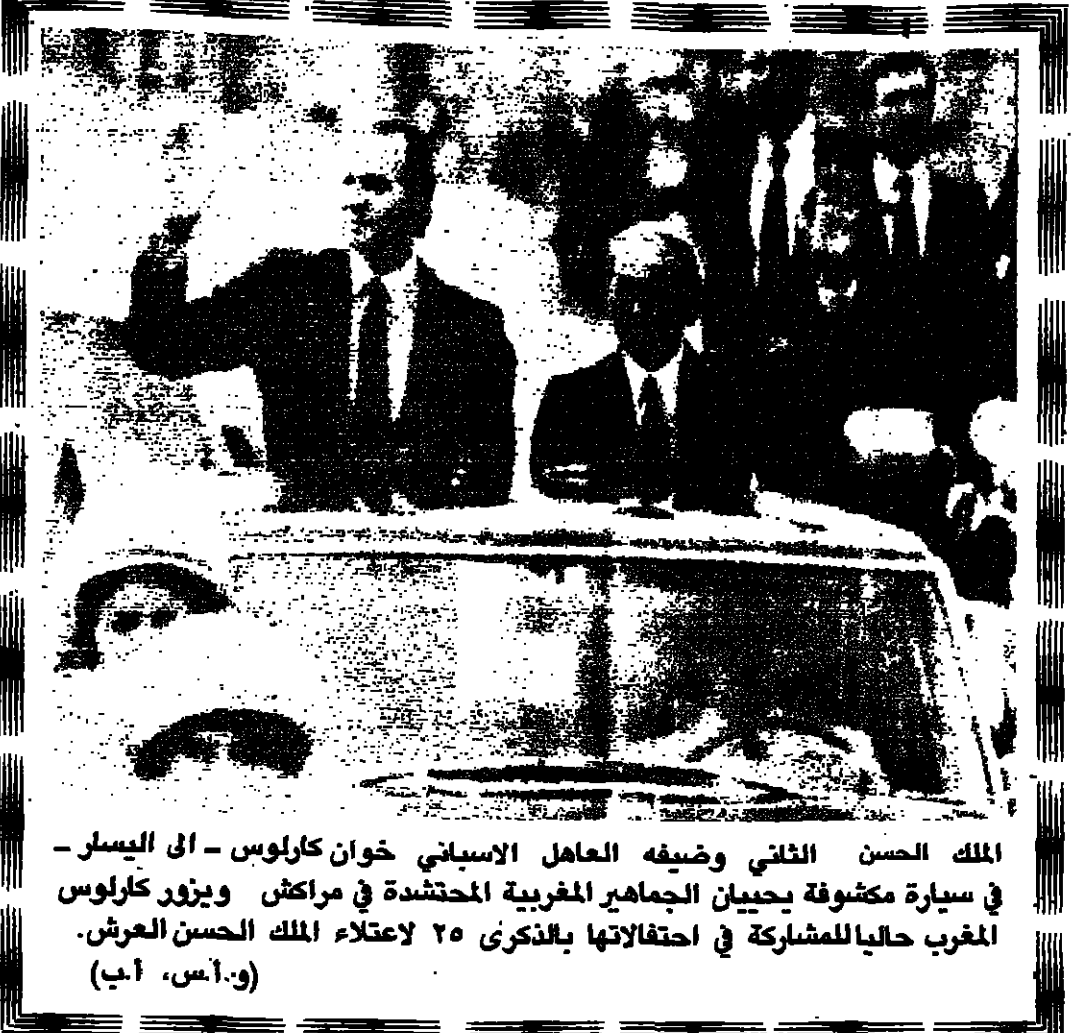 الملك الحسن الثاني وضيفه العاهل الاسباني خوان كارلوس - الى اليسار -
في سيارة مكشوفة يحييان الجماهير المغربية المحتشدة في مراكش ويزور كارلوس
المغرب حاليا للمشاركة في احتفالاتها بالذكرى ٢٥ لاعتلاء الملك الحسن العرش.
(و.أ.س، أ.ب)